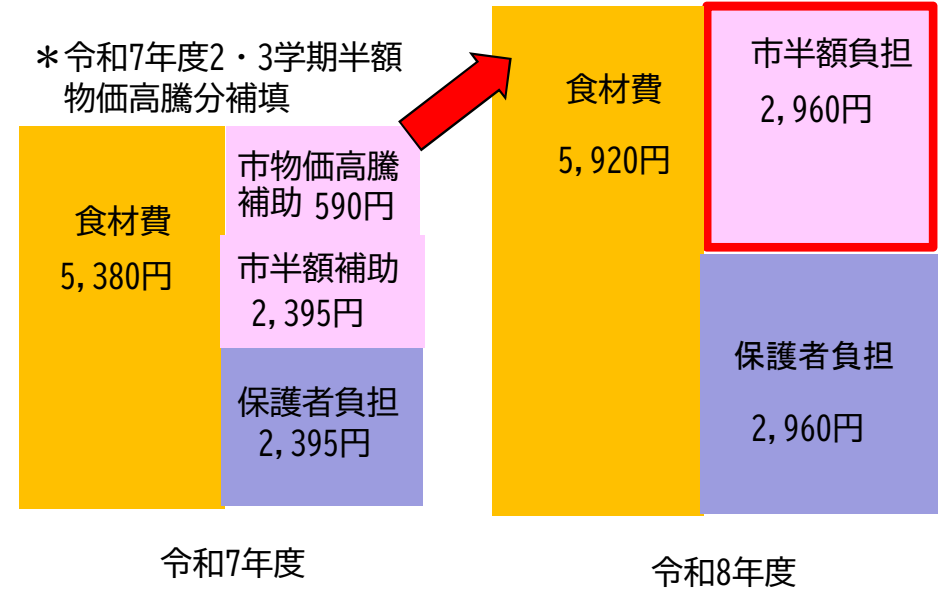 ＊令和7年度2・3学期半額
物価高騰分補填
食材費
5,380円
市物価高騰
補助 590円
市半額補助
2,395円
保護者負担
2,395円
令和7年度
食材費
5,920円
市半額負担
2,960円
保護者負担
2,960円
令和8年度